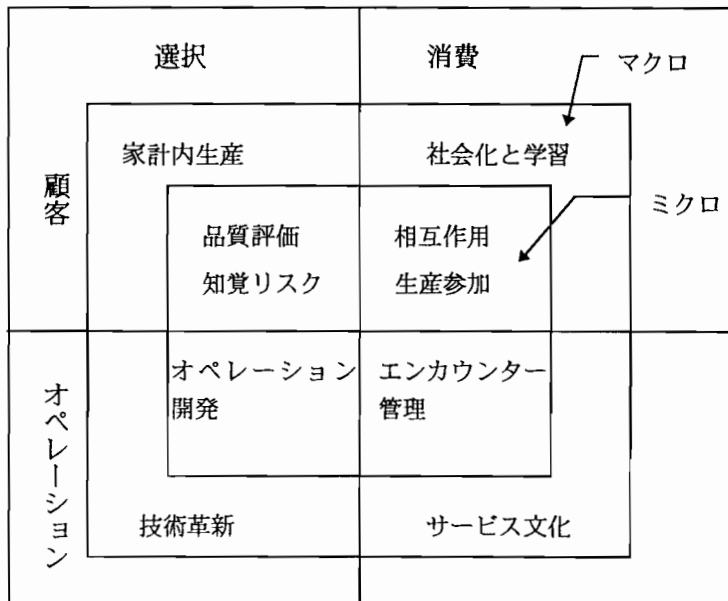 選択
消費
マクロ
家計内生産
社会化と学習
顧客
ミクロ
品質評価
相互作用
知覚リスク
生産参加
オペレーション
オペレーション
開発
エンカウンター
管理
技術革新
サービス文化